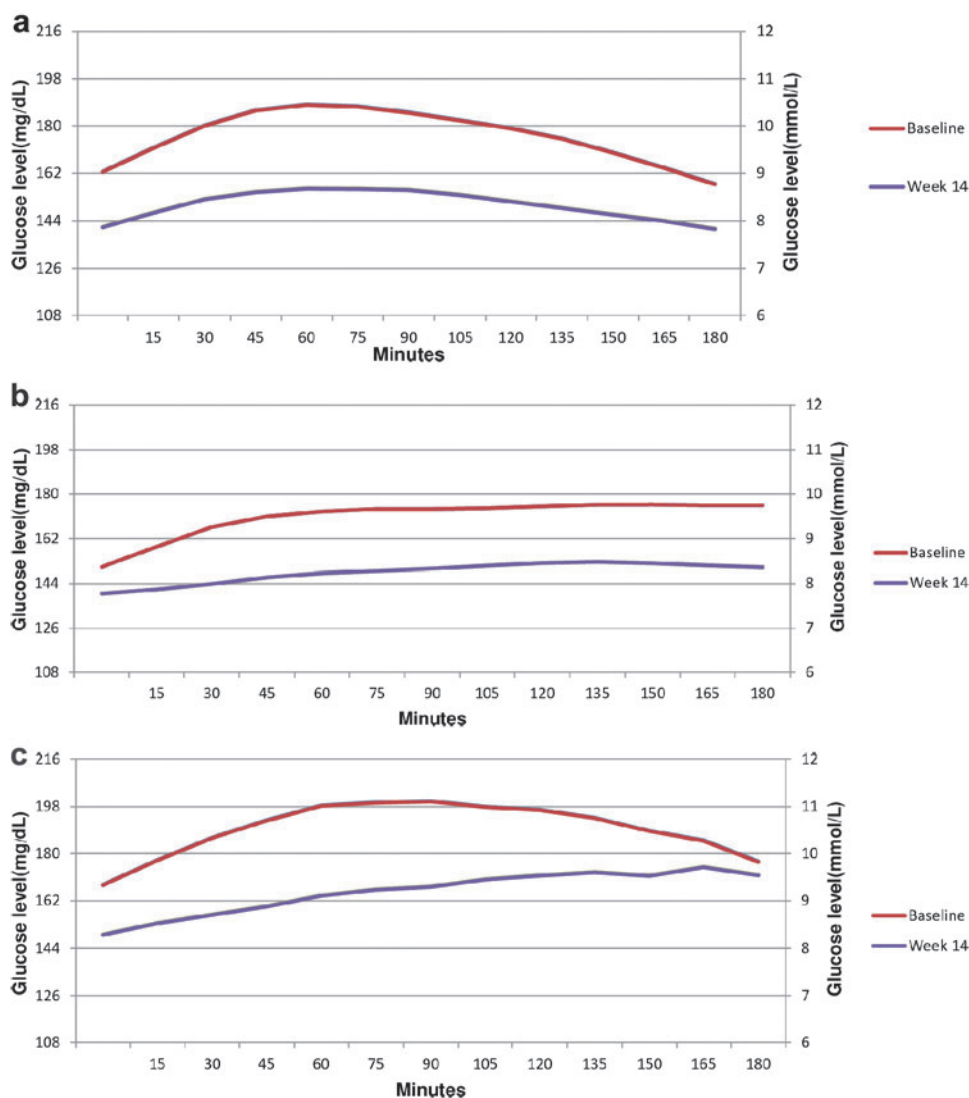 a
Glucose level(mg/dL)
216
198
180
162
144
126
108
12
11
10
9
8
7
6
Glucose level(mmol/L)
Baseline
Week 14
15 30 45 60 75 90 105 120 135 150 165 180
Minutes
b
Glucose level(mg/dL)
216
198
180
162
144
126
108
12
11
10
9
8
7
6
Glucose level(mmol/L)
Baseline
Week 14
15 30 45 60 75 90 105 120 135 150 165 180
Minutes
c
Glucose level(mg/dL)
216
198
180
162
144
126
108
12
11
10
9
8
7
6
Glucose level(mmol/L)
Baseline
Week 14
15 30 45 60 75 90 105 120 135 150 165 180
Minutes